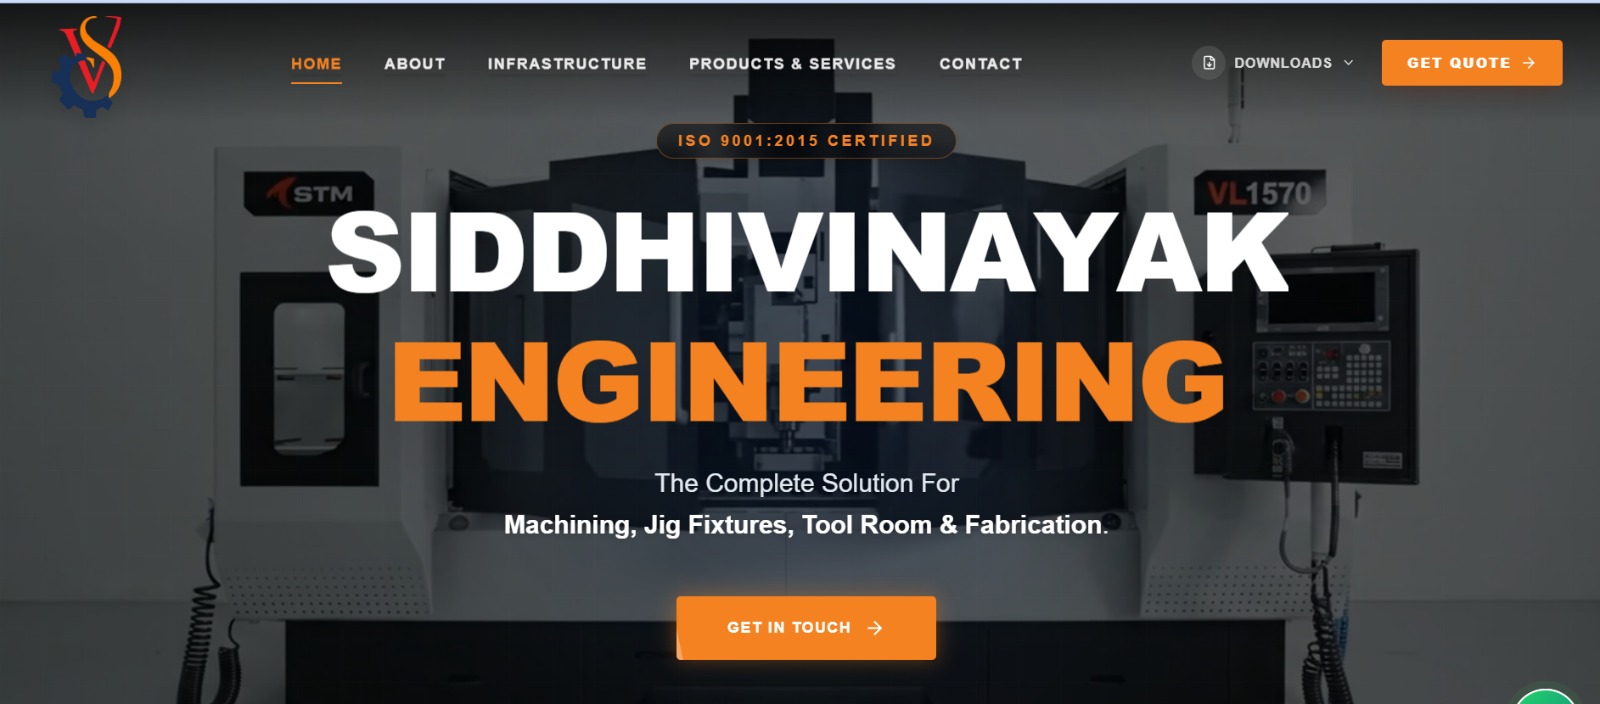 HOME
ABOUT
INFRASTRUCTURE
PRODUCTS & SERVICES
CONTACT
DOWNLOADS
GET QUOTE →
ISO 9001:2015 CERTIFIED
STM
VL1570
SIDDHIVINAYAK
ENGINEERING
The Complete Solution For
Machining, Jig Fixtures, Tool Room & Fabrication.
GET IN TOUCH →